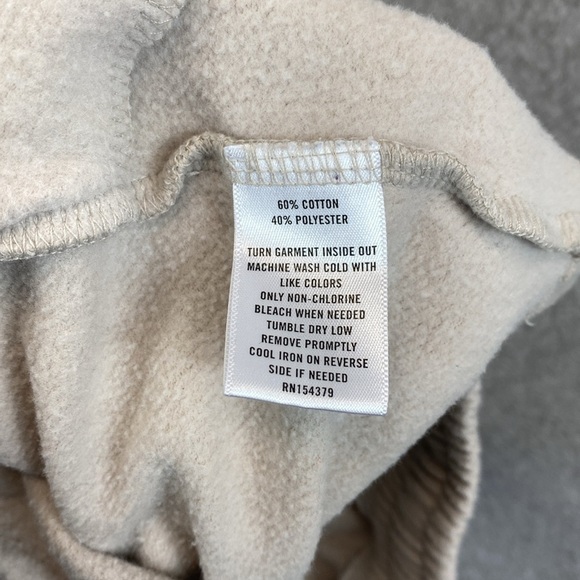 60% COTTON
40% POLYESTER
TURN GARMENT INSIDE OUT
MACHINE WASH COLD WITH
LIKE COLORS
ONLY NON-CHLORINE
BLEACH WHEN NEEDED
TUMBLE DRY LOW
REMOVE PROMPTLY
COOL IRON ON REVERSE
SIDE IF NEEDED
RN154379